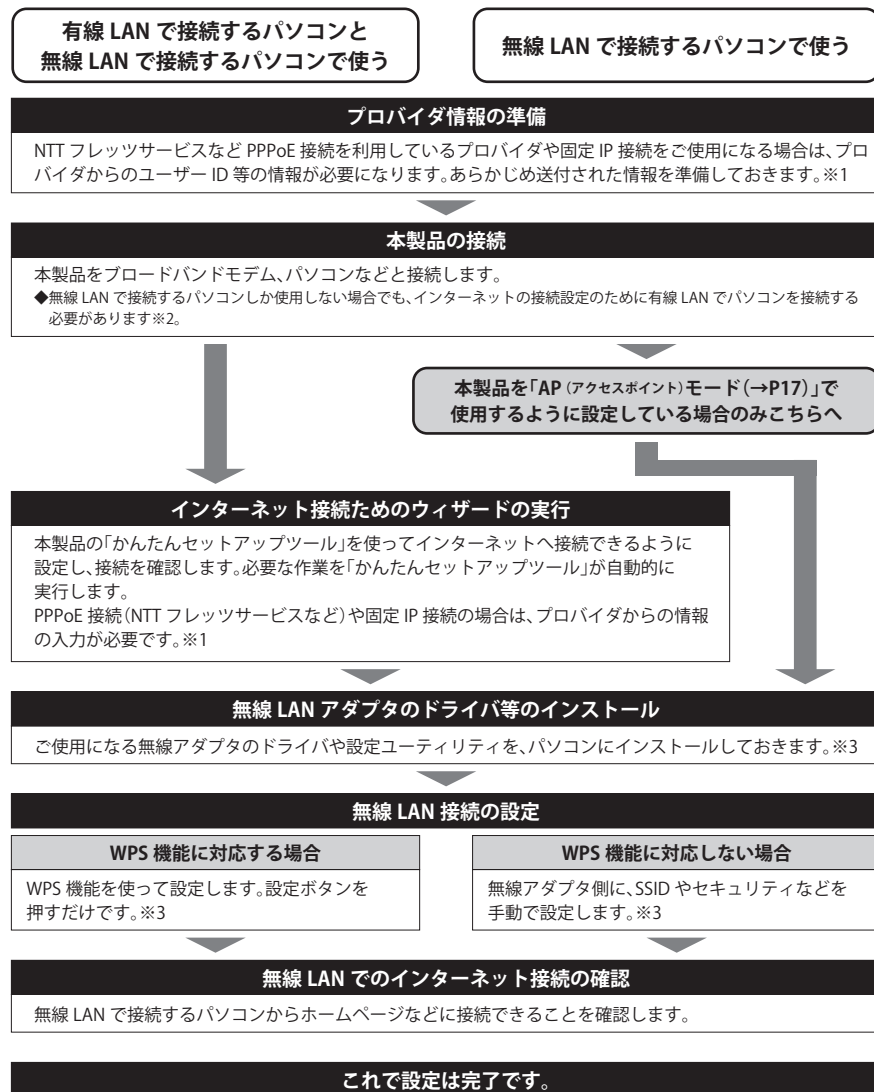 有線 LAN で接続するパソコンと
無線 LAN で接続するパソコンで使う
無線 LAN で接続するパソコンで使う
プロバイダ情報の準備
NTT フレッツサービスなど PPPoE 接続を利用しているプロバイダや固定 IP 接続をご使用になる場合は、プロ
バイダからのユーザー ID 等の情報が必要になります。あらかじめ送付された情報を準備しておきます。※1
本製品の接続
本製品をブロードバンドモデム、パソコンなどと接続します。
◆無線 LAN で接続するパソコンしか使用しない場合でも、インターネットの接続設定のために有線 LAN でパソコンを接続する
必要があります※2。
本製品を「AP（アクセスポイント）モード（→P17）」で
使用するように設定している場合のみこちらへ
インターネット接続ためのウィザードの実行
本製品の「かんたんセットアップツール」を使ってインターネットへ接続できるように
設定し、接続を確認します。必要な作業を「かんたんセットアップツール」が自動的に
実行します。
PPPoE 接続（NTT フレッツサービスなど）や固定 IP 接続の場合は、プロバイダからの情報
の入力が必要です。※1
無線 LAN アダプタのドライバ等のインストール
ご使用になる無線アダプタのドライバや設定ユーティリティを、パソコンにインストールしておきます。※3
無線 LAN 接続の設定
WPS 機能に対応する場合
WPS 機能を使って設定します。設定ボタンを
押すだけです。※3
WPS 機能に対応しない場合
無線アダプタ側に、SSID やセキュリティなどを
手動で設定します。※3
無線 LAN でのインターネット接続の確認
無線 LAN で接続するパソコンからホームページなどに接続できることを確認します。
これで設定は完了です。